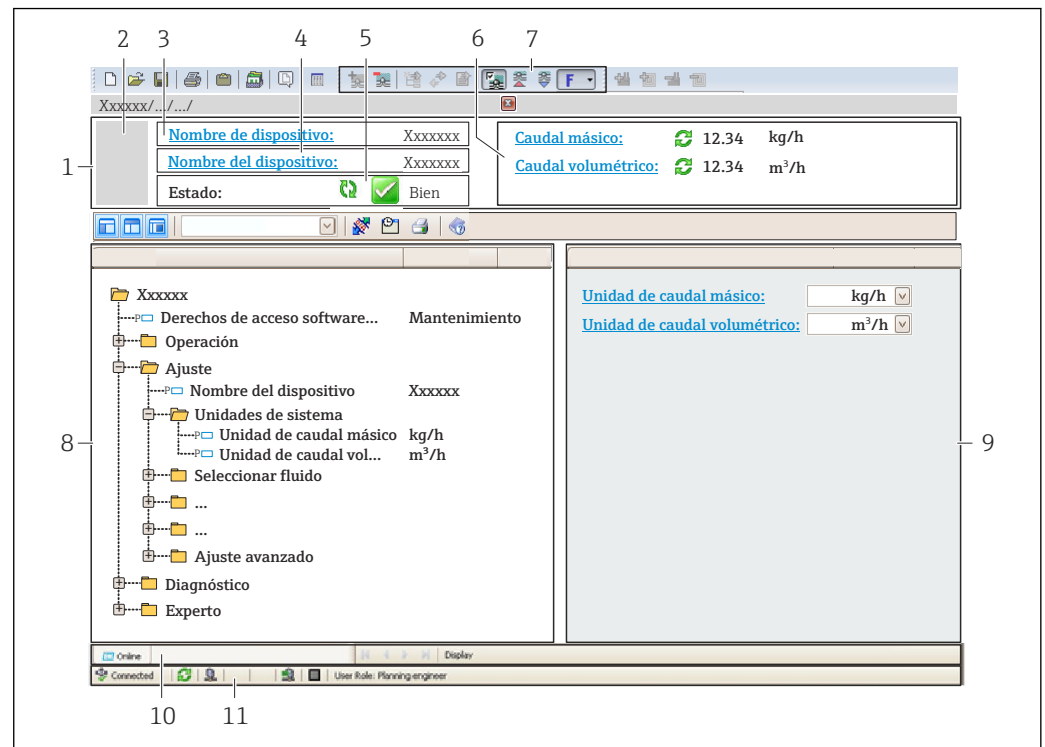 2 3 4 5 6 7
F
Xxxxxx/.../.../
1
Nombre de dispositivo: Xxxxxxx
Nombre del dispositivo: Xxxxxxx
Estado: Bien
Caudal másico: 12.34 kg/h
Caudal volumétrico: 12.34 m³/h
Xxxxxx
P Derechos de acceso software... Mantenimiento
Operación
Ajuste
P Nombre del dispositivo Xxxxxx
Unidades de sistema
P Unidad de caudal másico kg/h
P Unidad de caudal vol... m³/h
Seleccionar fluido
...
...
Ajuste avanzado
Diagnóstico
Experto
8
Unidad de caudal másico: kg/h
Unidad de caudal volumétrico: m³/h
9
Online Display
Connected User Role: Planning engineer
10 11